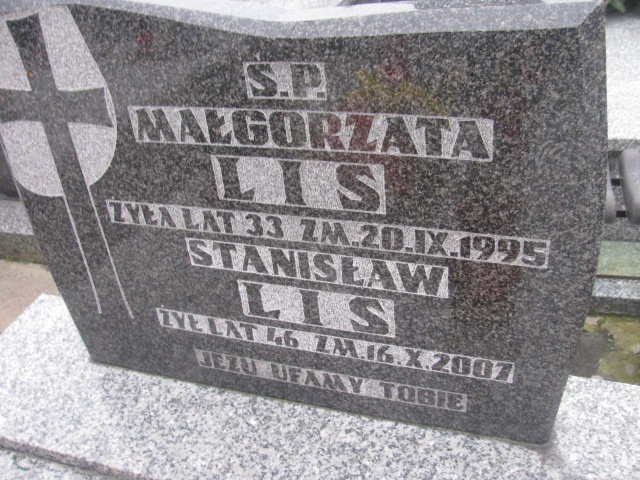 S.P.
MAŁGORZATA
LIS
ŻYŁA LAT 33 ZM.20.IX.1995
STANISŁAW
LIS
ŻYŁ LAT 46 ZM.16.X.2007
JEZU UFAMY TOBIE